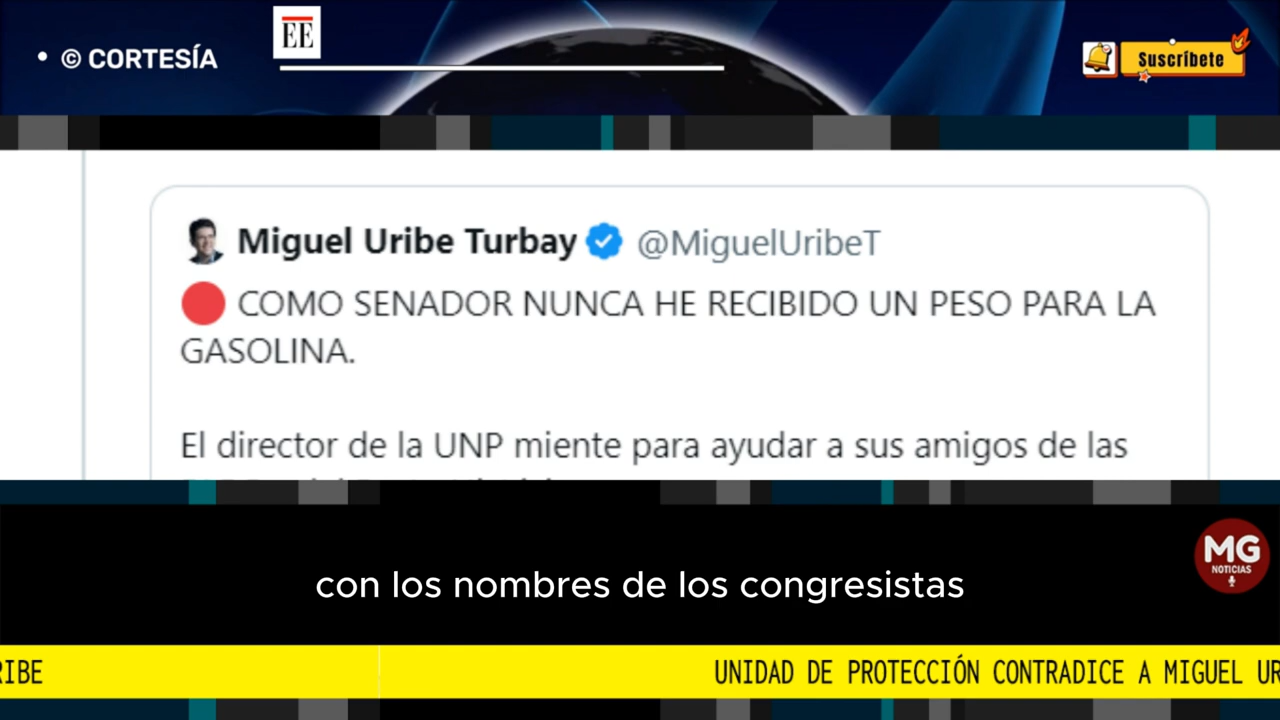 • © CORTESÍA
EE
Suscríbete
Miguel Uribe Turbay @MiguelUribeT
COMO SENADOR NUNCA HE RECIBIDO UN PESO PARA LA
GASOLINA.
El director de la UNP miente para ayudar a sus amigos de las
con los nombres de los congresistas
MG
NOTICIAS
RIBE
UNIDAD DE PROTECCIÓN CONTRADICE A MIGUEL UR